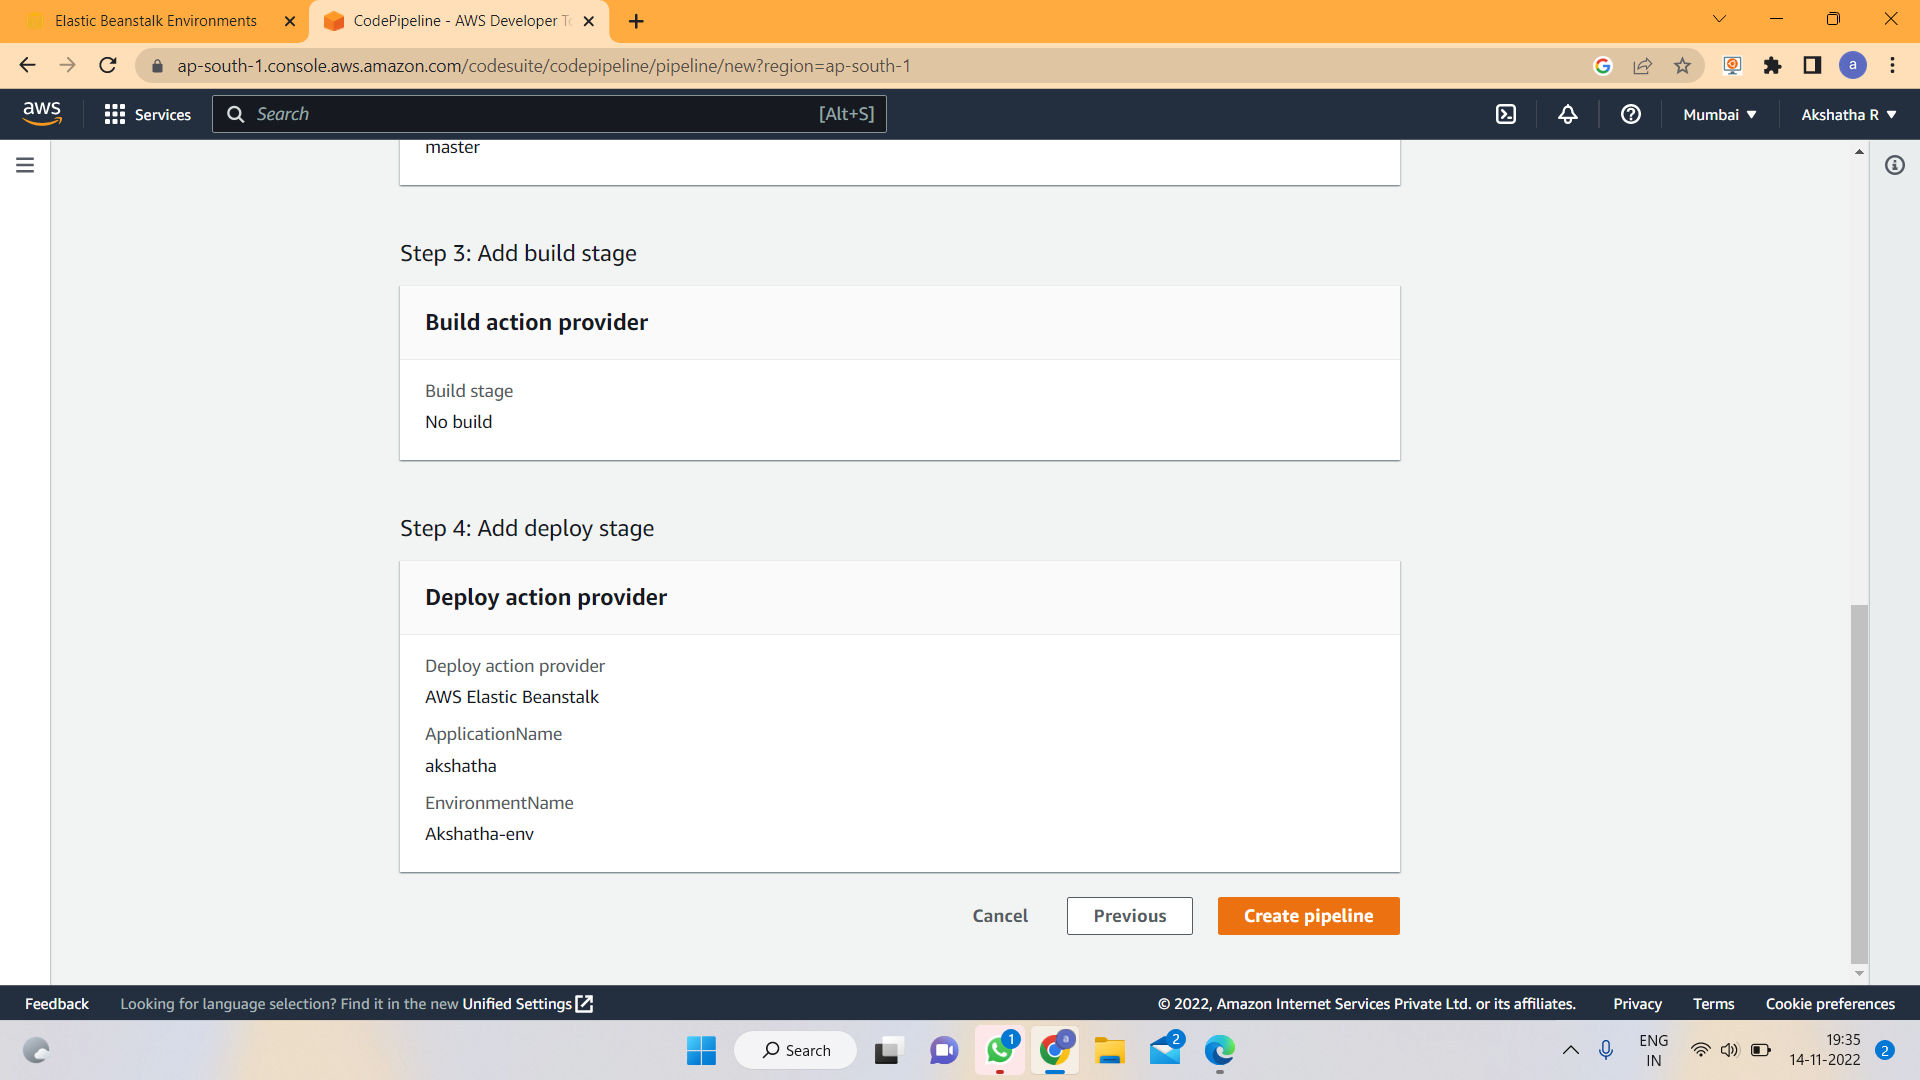 Elastic Beanstalk Environments
CodePipeline - AWS Developer To
ap-south-1.console.aws.amazon.com/codesuite/codepipeline/pipeline/new?region=ap-south-1
a
aws
Services
Search
[Alt+S]
Mumbai
Akshatha R
master
Step 3: Add build stage
Build action provider
Build stage
No build
Step 4: Add deploy stage
Deploy action provider
Deploy action provider
AWS Elastic Beanstalk
ApplicationName
akshatha
EnvironmentName
Akshatha-env
Cancel
Previous
Create pipeline
Feedback
Looking for language selection? Find it in the new Unified Settings
© 2022, Amazon Internet Services Private Ltd. or its affiliates.
Privacy
Terms
Cookie preferences
Search
1
a
2
ENG
IN
19:35
14-11-2022
2